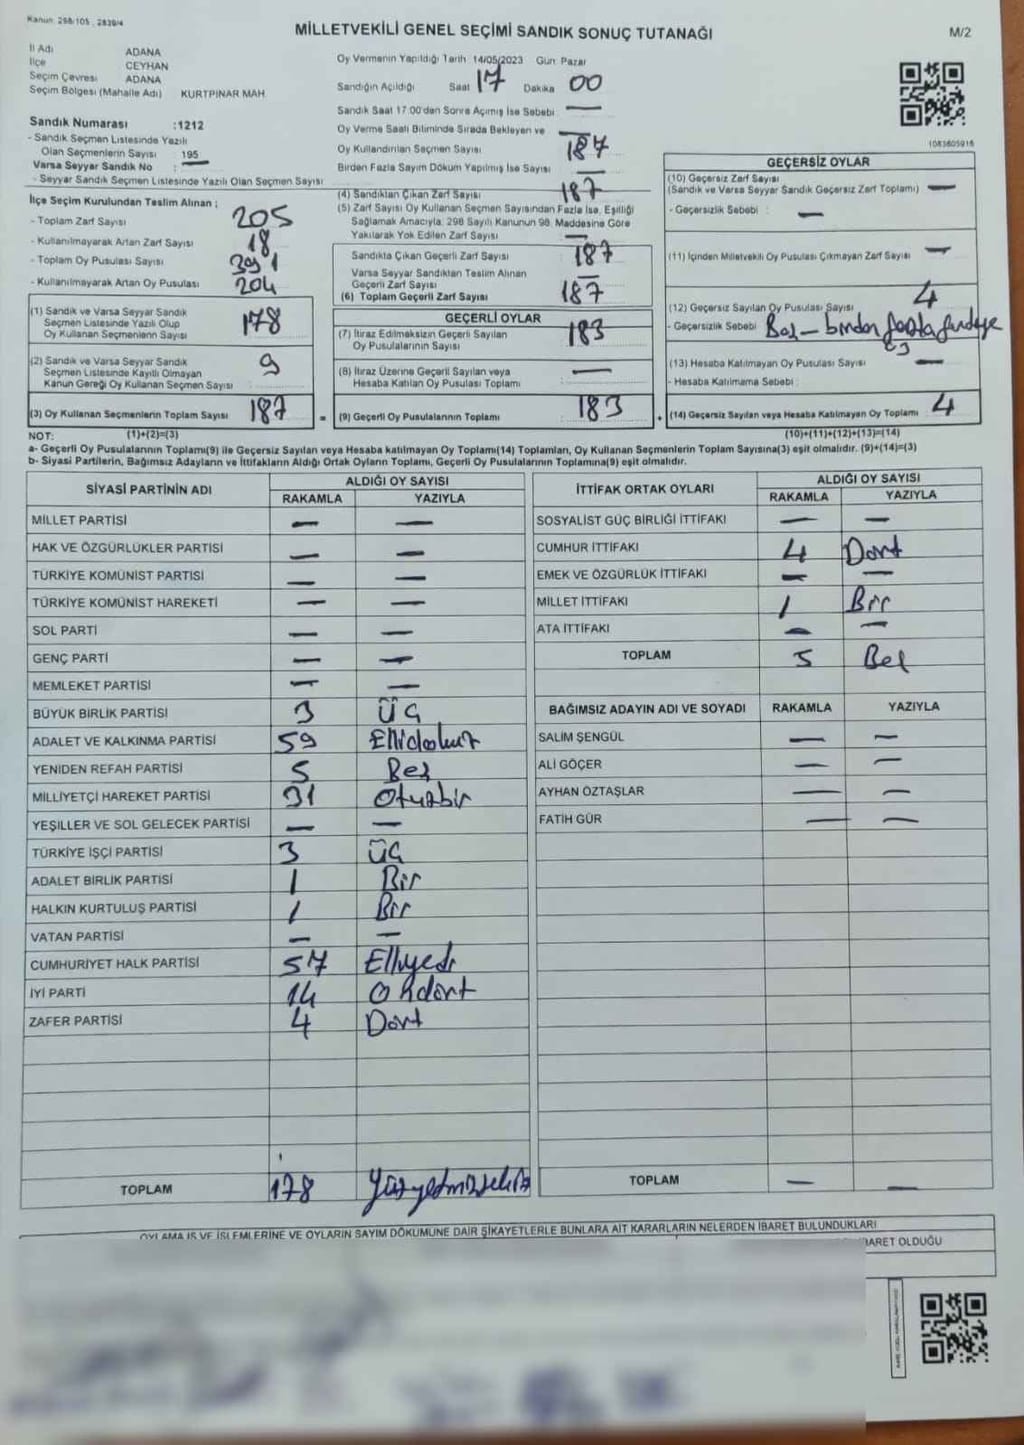 Kanun: 298/105, 2839/4
MİLLETVEKİLİ GENEL SEÇİMİ SANDIK SONUÇ TUTANAĞI
M/2
İl Adı ADANA
İlçe CEYHAN
Seçim Çevresi ADANA
Seçim Bölgesi (Mahalle Adı) KURTPINAR MAH.
Sandık Numarası :1212
- Sandık Seçmen Listesinde Yazılı
Olan Seçmenlerin Sayısı 195
Varsa Seyyar Sandık No : —
- Seyyar Sandık Seçmen Listesinde Yazılı Olan Seçmen Sayısı
İlçe Seçim Kurulundan Teslim Alınan ;
- Toplam Zarf Sayısı 205
- Kullanılmayarak Artan Zarf Sayısı 18
- Toplam Oy Pusulası Sayısı 391
- Kullanılmayarak Artan Oy Pusulası 204
(1) Sandık ve Varsa Seyyar Sandık
Seçmen Listesinde Yazılı Olup
Oy Kullanan Seçmenlerin Sayısı 178
(2) Sandık ve Varsa Seyyar Sandık
Seçmen Listesinde Kayıtlı Olmayan
Kanun Gereği Oy Kullanan Seçmen Sayısı 9
(3) Oy Kullanan Seçmenlerin Toplam Sayısı 187
Oy Vermenin Yapıldığı Tarih 14/05/2023 Gün: Pazar
Sandığın Açıldığı Saat 17 Dakika 00
Sandık Saat 17:00'den Sonra Açımış İse Sebebi —
Oy Verme Saati Bitiminde Sırada Bekleyen ve —
Oy Kullandırılan Seçmen Sayısı 187
Birden Fazla Sayım Döküm Yapılmış İse Sayısı —
(4) Sandıktan Çıkan Zarf Sayısı 187
(5) Zarf Sayısı Oy Kullanan Seçmen Sayısından Fazla İse, Eşitliği
Sağlamak Amacıyla; 298 Sayılı Kanunun 98. Maddesine Göre
Yakılarak Yok Edilen Zarf Sayısı —
Sandıkta Çıkan Geçerli Zarf Sayısı 187
Varsa Seyyar Sandıktan Teslim Alınan
Geçerli Zarf Sayısı —
(6) Toplam Geçerli Zarf Sayısı 187
GEÇERLİ OYLAR
(7) İtiraz Edilmeksizin Geçerli Sayılan
Oy Pusulalarının Sayısı 183
(8) İtiraz Üzerine Geçerli Sayılan veya
Hesaba Katılan Oy Pusulası Toplamı —
= (9) Geçerli Oy Pusulalarının Toplamı 183
1083605916
GEÇERSİZ OYLAR
(10) Geçersiz Zarf Sayısı
(Sandık ve Varsa Seyyar Sandık Geçersiz Zarf Toplamı) —
- Geçersizlik Sebebi : —
(11) İçinden Milletvekili Oy Pusulası Çıkmayan Zarf Sayısı —
(12) Geçersiz Sayılan Oy Pusulası Sayısı 4
- Geçersizlik Sebebi
(13) Hesaba Katılmayan Oy Pusulası Sayısı —
- Hesaba Katılmama Sebebi :
+ (14) Geçersiz Sayılan veya Hesaba Katılmayan Oy Toplamı 4
NOT: (1)+(2)=(3) (10)+(11)+(12)+(13)=(14)
a- Geçerli Oy Pusulalarının Toplamı(9) ile Geçersiz Sayılan veya Hesaba katılmayan Oy Toplamı(14) Toplamları, Oy Kullanan Seçmenlerin Toplam Sayısına(3) eşit olmalıdır. (9)+(14)=(3)
b- Siyasi Partilerin, Bağımsız Adayların ve İttifakların Aldığı Ortak Oyların Toplamı, Geçerli Oy Pusulalarının Toplamına(9) eşit olmalıdır.
SİYASİ PARTİNİN ADI ALDIĞI OY SAYISI
RAKAMLA YAZIYLA
MİLLET PARTİSİ — —
HAK VE ÖZGÜRLÜKLER PARTİSİ — —
TÜRKİYE KOMÜNİST PARTİSİ — —
TÜRKİYE KOMÜNİST HAREKETİ — —
SOL PARTİ — —
GENÇ PARTİ — —
MEMLEKET PARTİSİ — —
BÜYÜK BİRLİK PARTİSİ 3 Üç
ADALET VE KALKINMA PARTİSİ 59 Ellidokuz
YENİDEN REFAH PARTİSİ 5 Beş
MİLLİYETÇİ HAREKET PARTİSİ 31 Otuzbir
YEŞİLLER VE SOL GELECEK PARTİSİ — —
TÜRKİYE İŞÇİ PARTİSİ 3 Üç
ADALET BİRLİK PARTİSİ 1 Bir
HALKIN KURTULUŞ PARTİSİ 1 Bir
VATAN PARTİSİ — —
CUMHURİYET HALK PARTİSİ 57 Elliyedi
İYİ PARTİ 14 Ondört
ZAFER PARTİSİ 4 Dört
TOPLAM 178 Yüzyetmişsekiz
İTTİFAK ORTAK OYLARI ALDIĞI OY SAYISI
RAKAMLA YAZIYLA
SOSYALİST GÜÇ BİRLİĞİ İTTİFAKI — —
CUMHUR İTTİFAKI 4 Dört
EMEK VE ÖZGÜRLÜK İTTİFAKI — —
MİLLET İTTİFAKI 1 Bir
ATA İTTİFAKI — —
TOPLAM 5 Beş
BAĞIMSIZ ADAYIN ADI VE SOYADI RAKAMLA YAZIYLA
SALİM ŞENGÜL — —
ALİ GÖÇER — —
AYHAN ÖZTAŞLAR — —
FATİH GÜR — —
TOPLAM — —
OYLAMA İŞ VE İŞLEMLERİNE VE OYLARIN SAYIM DÖKÜMÜNE DAİR ŞİKAYETLERLE BUNLARA AİT KARARLARIN NELERDEN İBARET BULUNDUKLARI
OLDUĞU